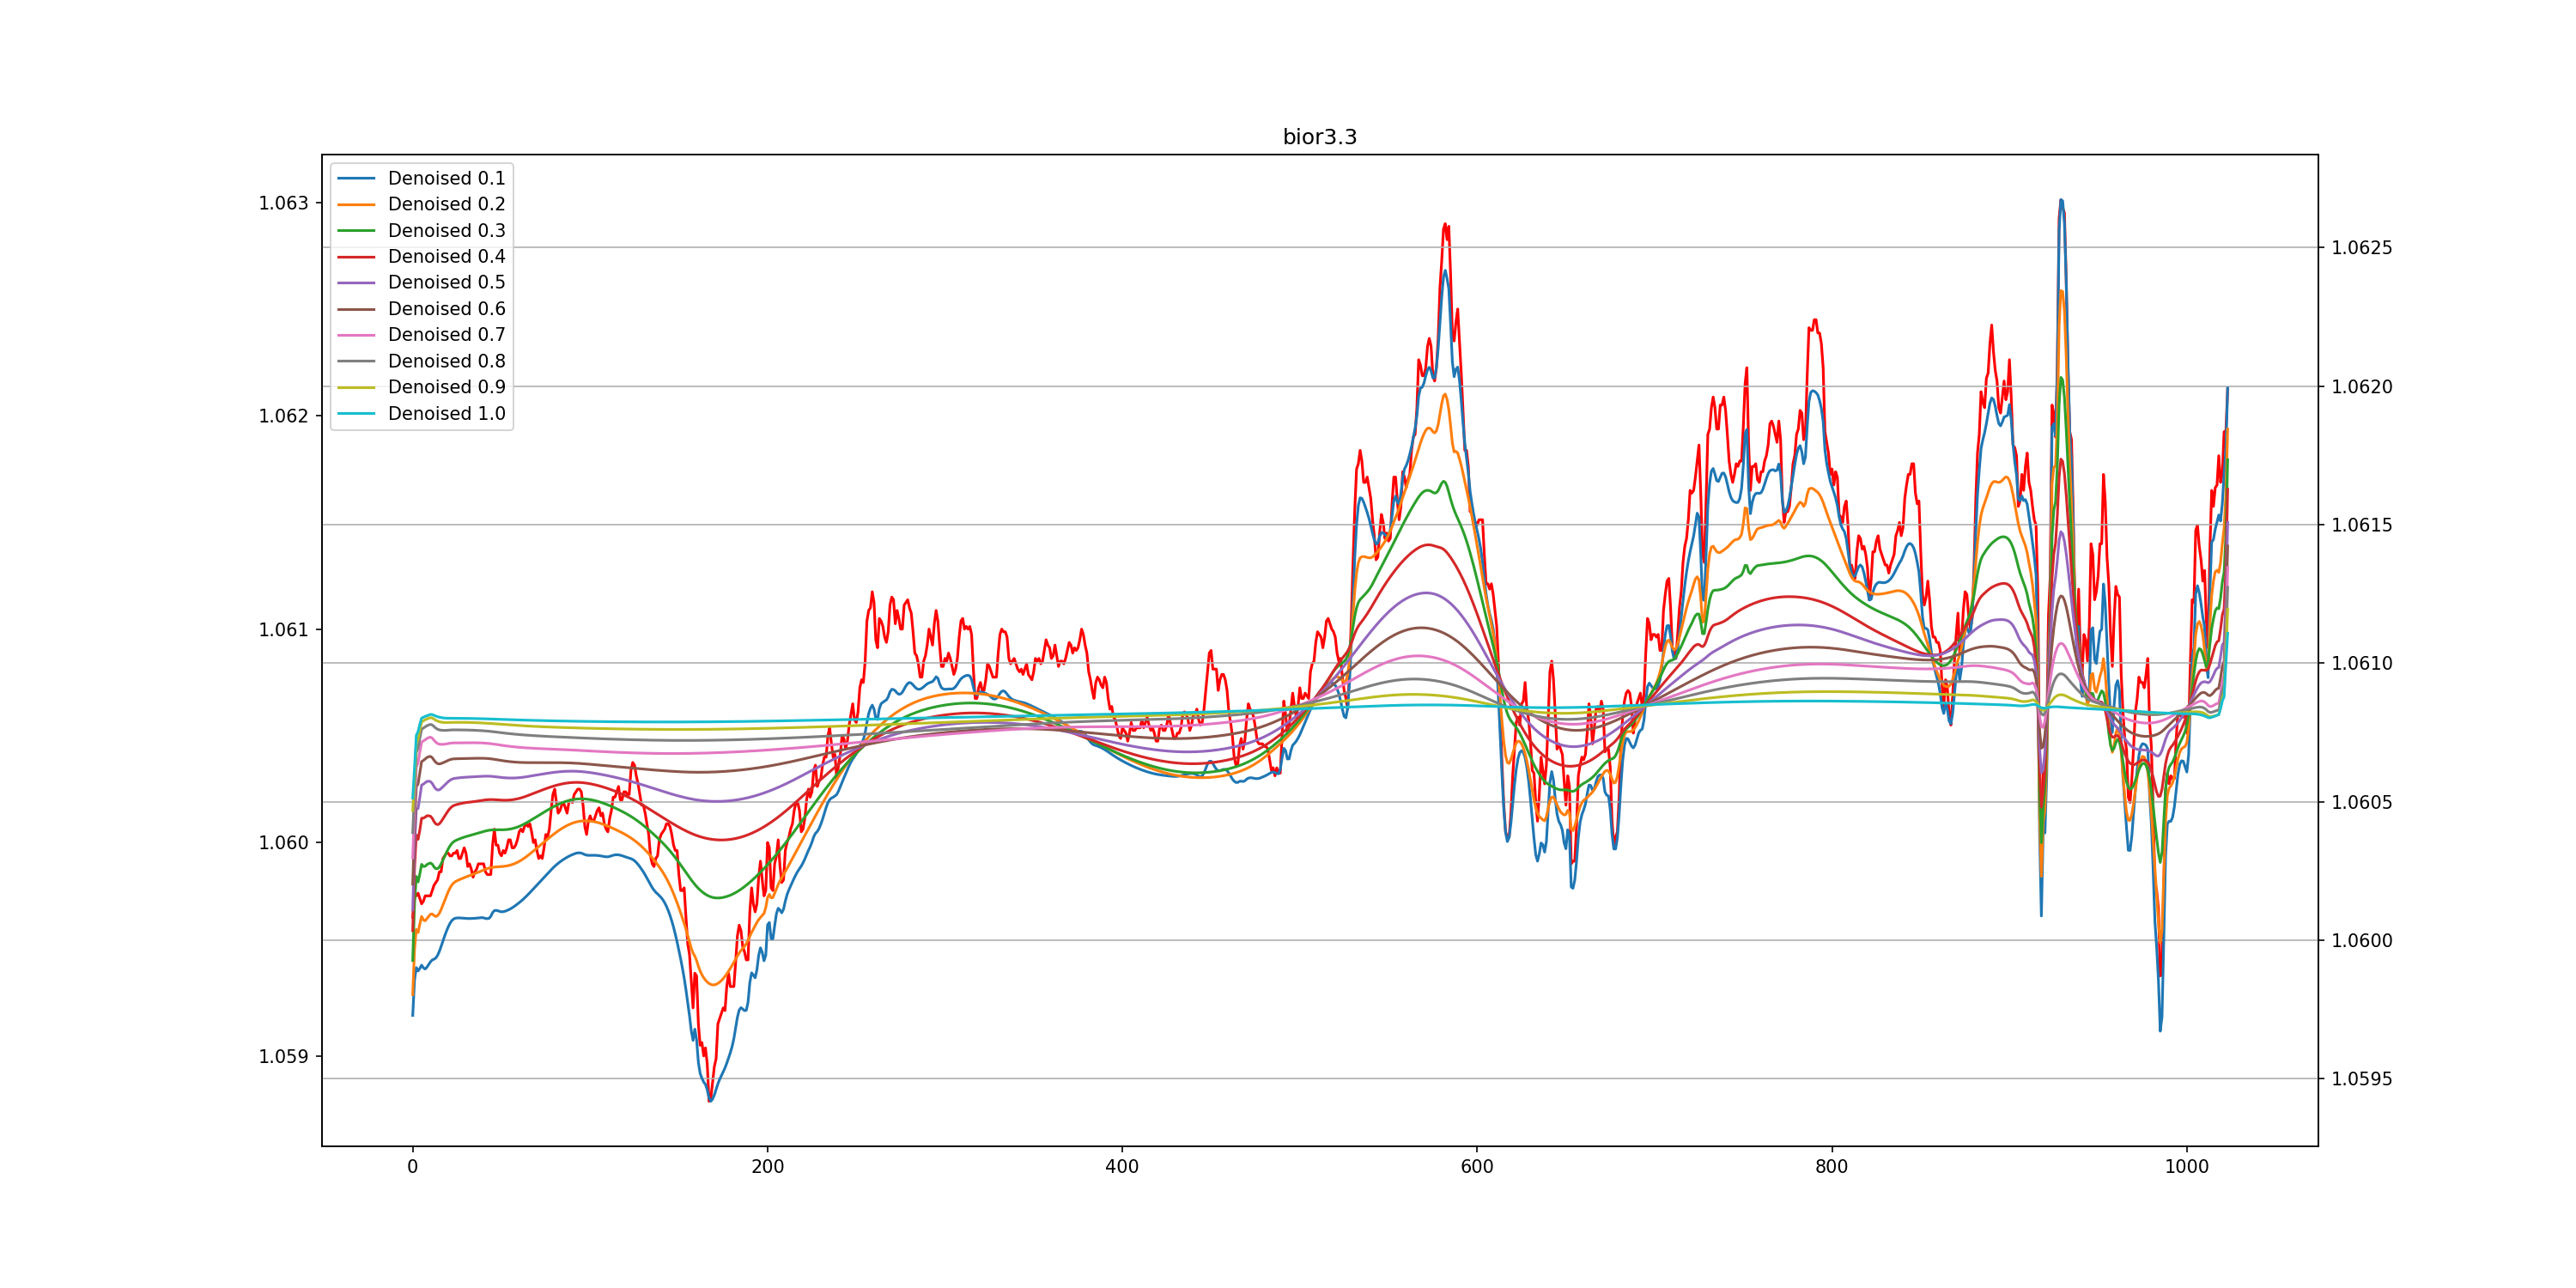 bior3.3
Denoised 0.1
Denoised 0.2
Denoised 0.3
Denoised 0.4
Denoised 0.5
Denoised 0.6
Denoised 0.7
Denoised 0.8
Denoised 0.9
Denoised 1.0
1.063
1.062
1.061
1.060
1.059
1.0625
1.0620
1.0615
1.0610
1.0605
1.0600
1.0595
0 200 400 600 800 1000